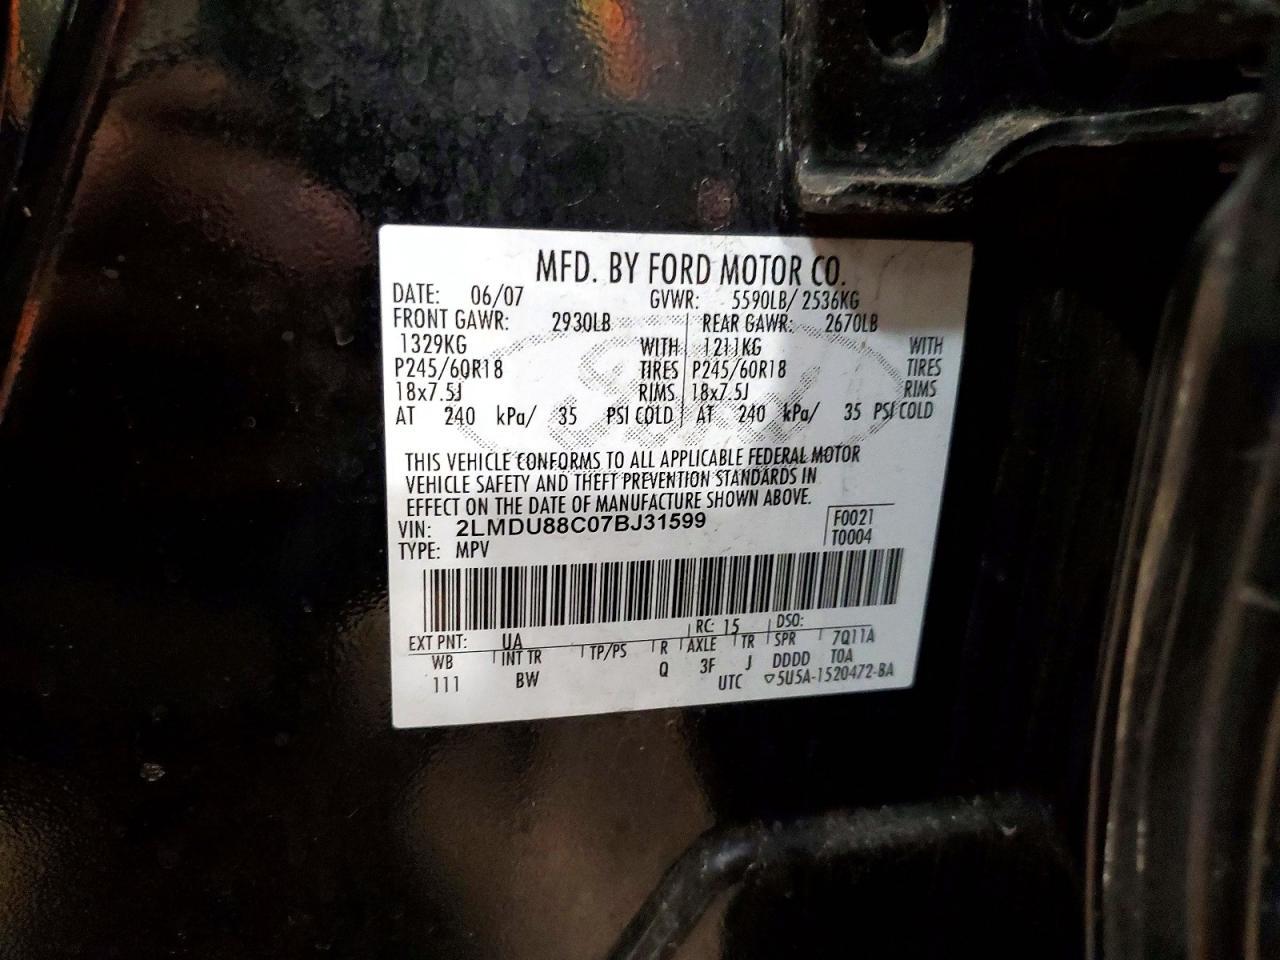 MFD. BY FORD MOTOR CO.
DATE: 06/07 GVWR: 5590LB/ 2536KG
FRONT GAWR: 2930LB REAR GAWR: 2670LB
1329KG WITH 1211KG WITH
P245/60R18 TIRES P245/60R18 TIRES
18x7.5J RIMS 18x7.5J RIMS
AT 240 kPa/ 35 PSI COLD AT 240 kPa/ 35 PSI COLD
THIS VEHICLE CONFORMS TO ALL APPLICABLE FEDERAL MOTOR
VEHICLE SAFETY AND THEFT PREVENTION STANDARDS IN
EFFECT ON THE DATE OF MANUFACTURE SHOWN ABOVE.
VIN: 2LMDU88C07BJ31599 F0021
TYPE: MPV T0004
RC: 15 DSO:
EXT PNT: UA 7Q11A
WB INT TR TP/PS R AXLE TR SPR T0A
111 BW Q 3F J DDDD
UTC ▽5U5A-1520472-BA